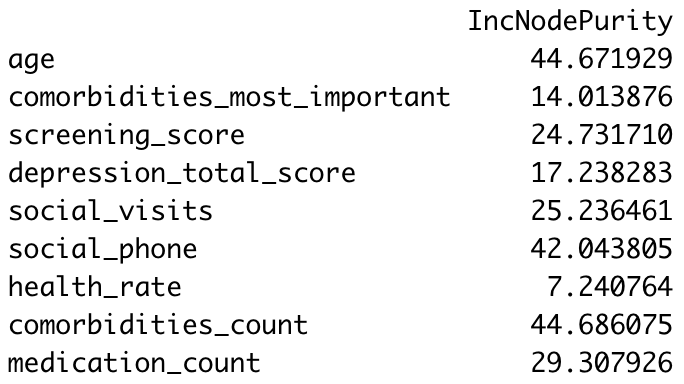 IncNodePurity
age 44.671929
comorbidities_most_important 14.013876
screening_score 24.731710
depression_total_score 17.238283
social_visits 25.236461
social_phone 42.043805
health_rate 7.240764
comorbidities_count 44.686075
medication_count 29.307926